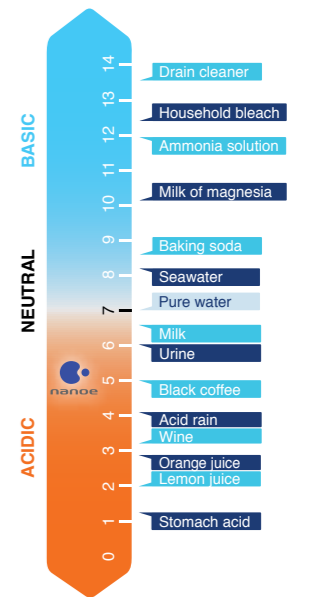 14
Drain cleaner
13
Household bleach
12
Ammonia solution
BASIC
11
Milk of magnesia
10
9
Baking soda
8
Seawater
NEUTRAL
7
Pure water
Milk
6
Urine
nanoe
5
Black coffee
4
Acid rain
Wine
ACIDIC
3
Orange juice
2
Lemon juice
1
Stomach acid
0